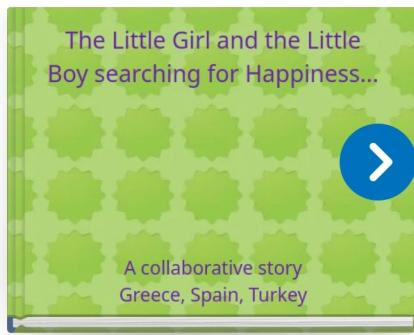 The Little Girl and the Little
Boy searching for Happiness...
A collaborative story
Greece, Spain, Turkey